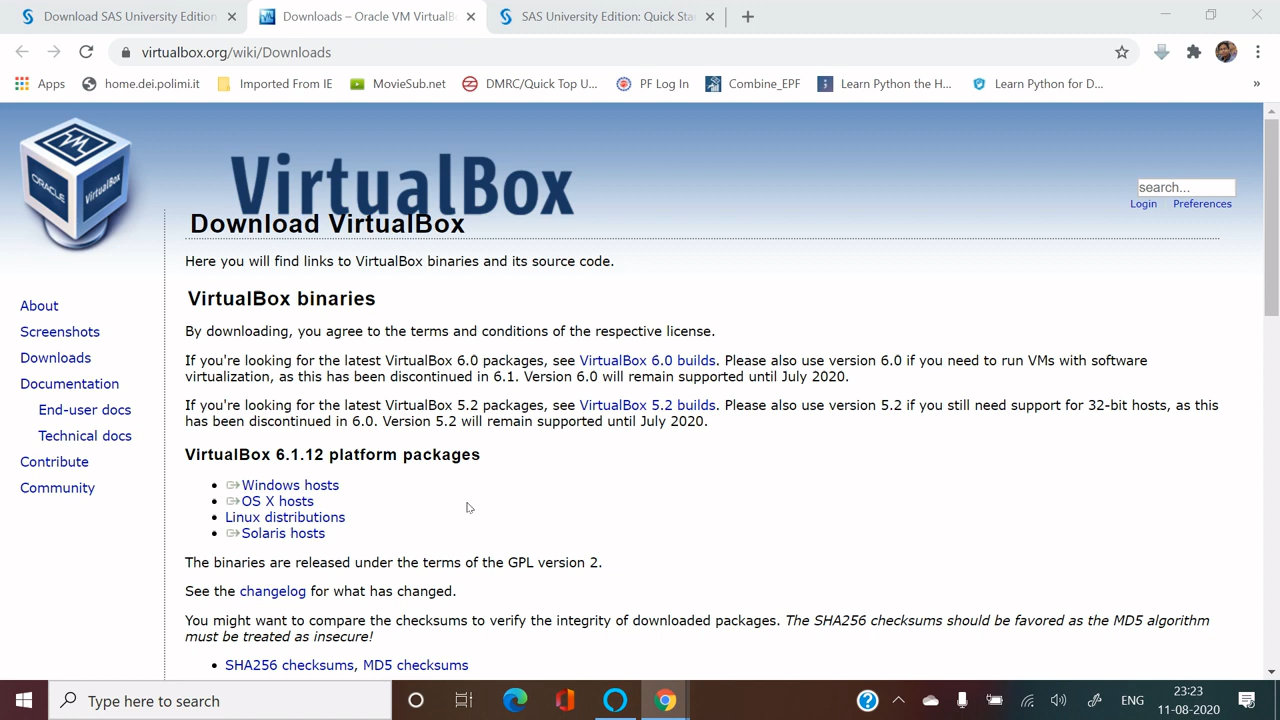 Download SAS University Edition
Downloads – Oracle VM VirtualB
SAS University Edition: Quick Sta
virtualbox.org/wiki/Downloads
Apps
home.dei.polimi.it
Imported From IE
MovieSub.net
DMRC/Quick Top U...
PF Log In
Combine_EPF
Learn Python the H...
Learn Python for D...
»
ORACLE
VirtualBox
VirtualBox
search...
Login
Preferences
Download VirtualBox
Here you will find links to VirtualBox binaries and its source code.
About
Screenshots
Downloads
Documentation
End-user docs
Technical docs
Contribute
Community
VirtualBox binaries
By downloading, you agree to the terms and conditions of the respective license.
If you're looking for the latest VirtualBox 6.0 packages, see VirtualBox 6.0 builds. Please also use version 6.0 if you need to run VMs with software
virtualization, as this has been discontinued in 6.1. Version 6.0 will remain supported until July 2020.
If you're looking for the latest VirtualBox 5.2 packages, see VirtualBox 5.2 builds. Please also use version 5.2 if you still need support for 32-bit hosts, as this
has been discontinued in 6.0. Version 5.2 will remain supported until July 2020.
VirtualBox 6.1.12 platform packages
Windows hosts
OS X hosts
Linux distributions
Solaris hosts
The binaries are released under the terms of the GPL version 2.
See the changelog for what has changed.
You might want to compare the checksums to verify the integrity of downloaded packages. The SHA256 checksums should be favored as the MD5 algorithm
must be treated as insecure!
SHA256 checksums, MD5 checksums
Type here to search
ENG
23:23
11-08-2020